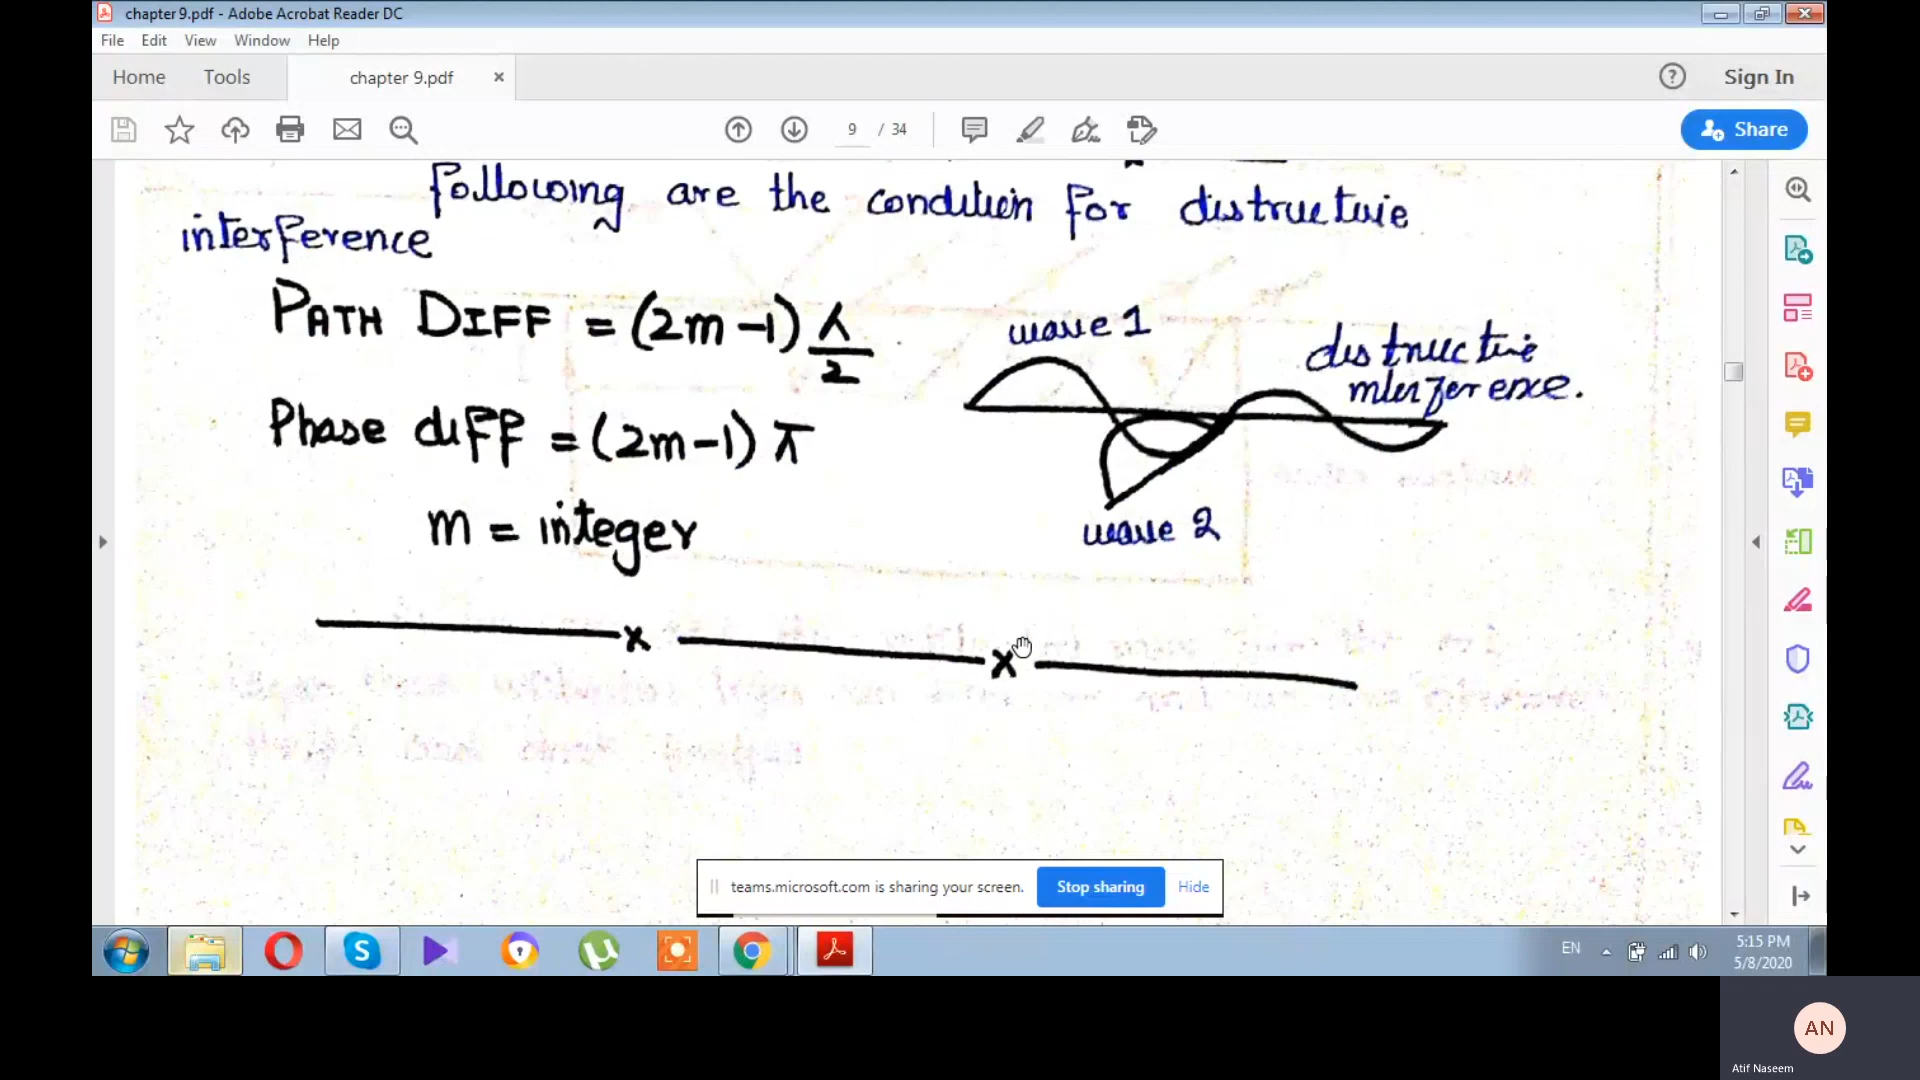 chapter 9.pdf - Adobe Acrobat Reader DC
File Edit View Window Help
Home Tools chapter 9.pdf × ? Sign In
9 / 34 Share
following are the condition for distructive
interference
PATH DIFF = (2m-1) λ/2
Phase diff = (2m-1) π
m = integer
wave 1
distructive
interference.
wave 2
x x
teams.microsoft.com is sharing your screen. Stop sharing Hide
EN 5:15 PM
5/8/2020
AN
Atif Naseem